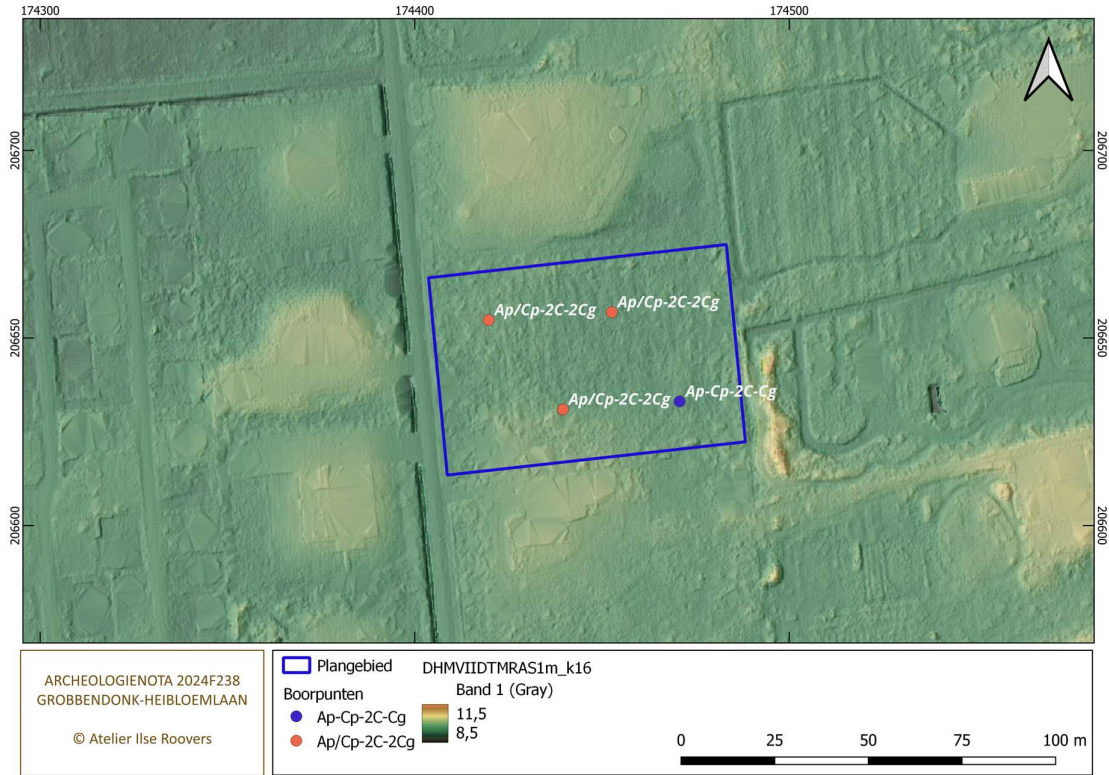 174300
174400
174500
206700
206700
Ap/Cp-2C-2Cg
Ap/Cp-2C-2Cg
206650
206650
Ap/Cp-2C-2Cg
Ap-Cp-2C-Cg
206600
206600
ARCHEOLOGIENOTA 2024F238
GROBBENDONK-HEIBLOEMLAAN
© Atelier Ilse Roovers
Plangebied
Boorpunten
Ap-Cp-2C-Cg
Ap/Cp-2C-2Cg
DHMVIIDTMRAS1m_k16
Band 1 (Gray)
11,5
8,5
0 25 50 75 100 m